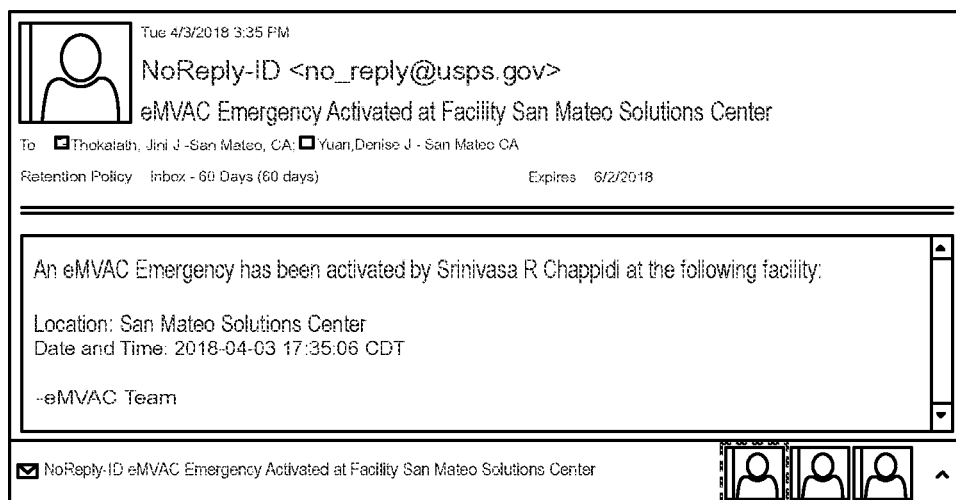 Tue 4/3/2018 3:35 PM
NoReply-ID <no_reply@usps.gov>
eMVAC Emergency Activated at Facility San Mateo Solutions Center
To Thokalath, Jini J -San Mateo, CA; Yuan,Denise J - San Mateo CA
Retention Policy Inbox - 60 Days (60 days) Expires 6/2/2018
An eMVAC Emergency has been activated by Srinivasa R Chappidi at the following facility:
Location: San Mateo Solutions Center
Date and Time: 2018-04-03 17:35:06 CDT
-eMVAC Team
NoReply-ID eMVAC Emergency Activated at Facility San Mateo Solutions Center